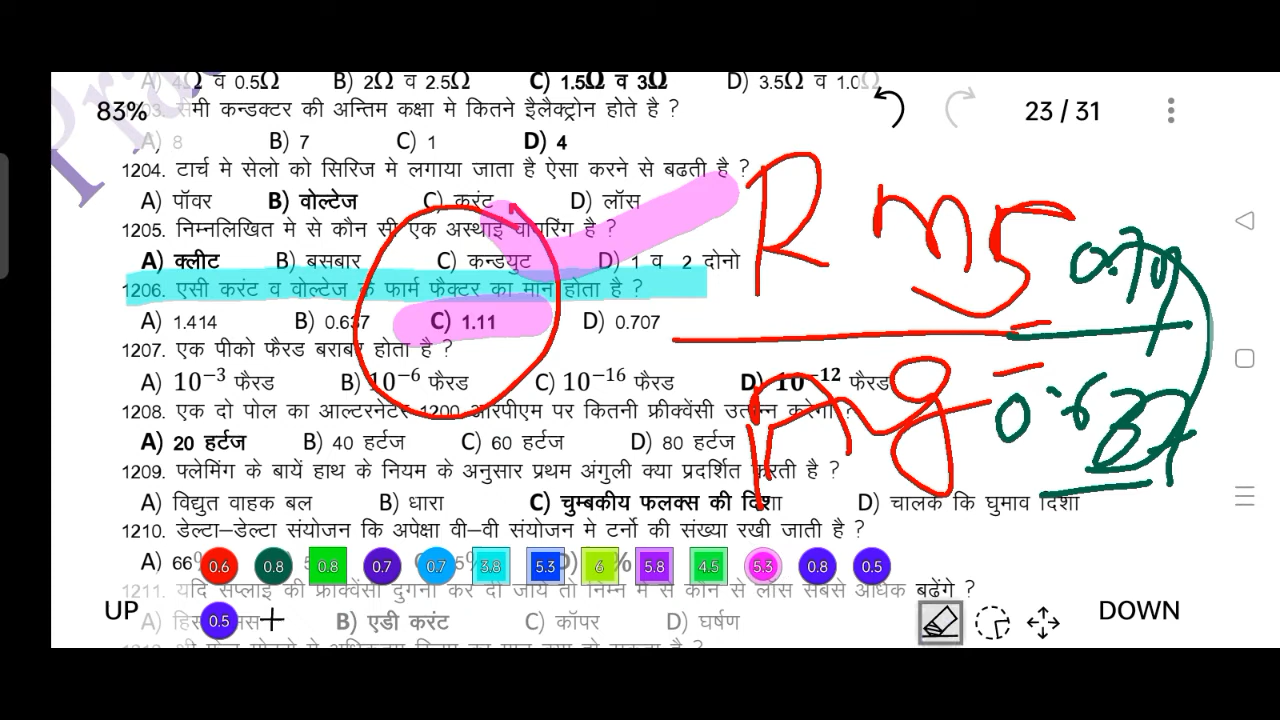 A) 4Ω व 0.5Ω B) 2Ω व 2.5Ω C) 1.5Ω व 3Ω D) 3.5Ω व 1.0Ω
83% 03. सेमी कन्डक्टर की अन्तिम कक्षा मे कितने इैलैक्ट्रोन होते है ? 23 / 31
A) 8 B) 7 C) 1 D) 4
1204. टार्च मे सेलो को सिरिज मे लगाया जाता है ऐसा करने से बढती है ?
A) पॉवर B) वोल्टेज C) करंट D) लॉस
1205. निम्नलिखित मे से कौन सी एक अस्थाई वायरिंग है ?
A) क्लीट B) बसबार C) कन्डयुट D) 1 व 2 दोनो
1206. एसी करंट व वोल्टेज के फार्म फैक्टर का मान होता है ?
A) 1.414 B) 0.637 C) 1.11 D) 0.707
1207. एक पीको फैरड बराबर होता है ?
A) 10⁻³ फैरड B) 10⁻⁶ फैरड C) 10⁻¹⁶ फैरड D) 10⁻¹² फैरड
1208. एक दो पोल का आल्टरनेटर 1200 आरपीएम पर कितनी फ्रीक्वेंसी उत्पन्न करेगा ?
A) 20 हर्टज B) 40 हर्टज C) 60 हर्टज D) 80 हर्टज
1209. फ्लेमिंग के बायें हाथ के नियम के अनुसार प्रथम अंगुली क्या प्रदर्शित करती है ?
A) विद्युत वाहक बल B) धारा C) चुम्बकीय फलक्स की दिशा D) चालक कि घुमाव दिशा
1210. डेल्टा–डेल्टा संयोजन कि अपेक्षा वी–वी संयोजन मे टर्नो की संख्या रखी जाती है ?
A) 66% D) %
0.6 0.8 0.8 0.7 0.7 3.8 5.3 6 5.8 4.5 5.3 0.8 0.5
1211. यदि सप्लाई की फ्रीक्वेंसी दुगनी कर दी जाये तो निम्न मे से कौन से लॉस सबसे अधिक बढेंगे ?
UP 0.5 + B) एडी करंट C) कॉपर D) घर्षण DOWN
Rms